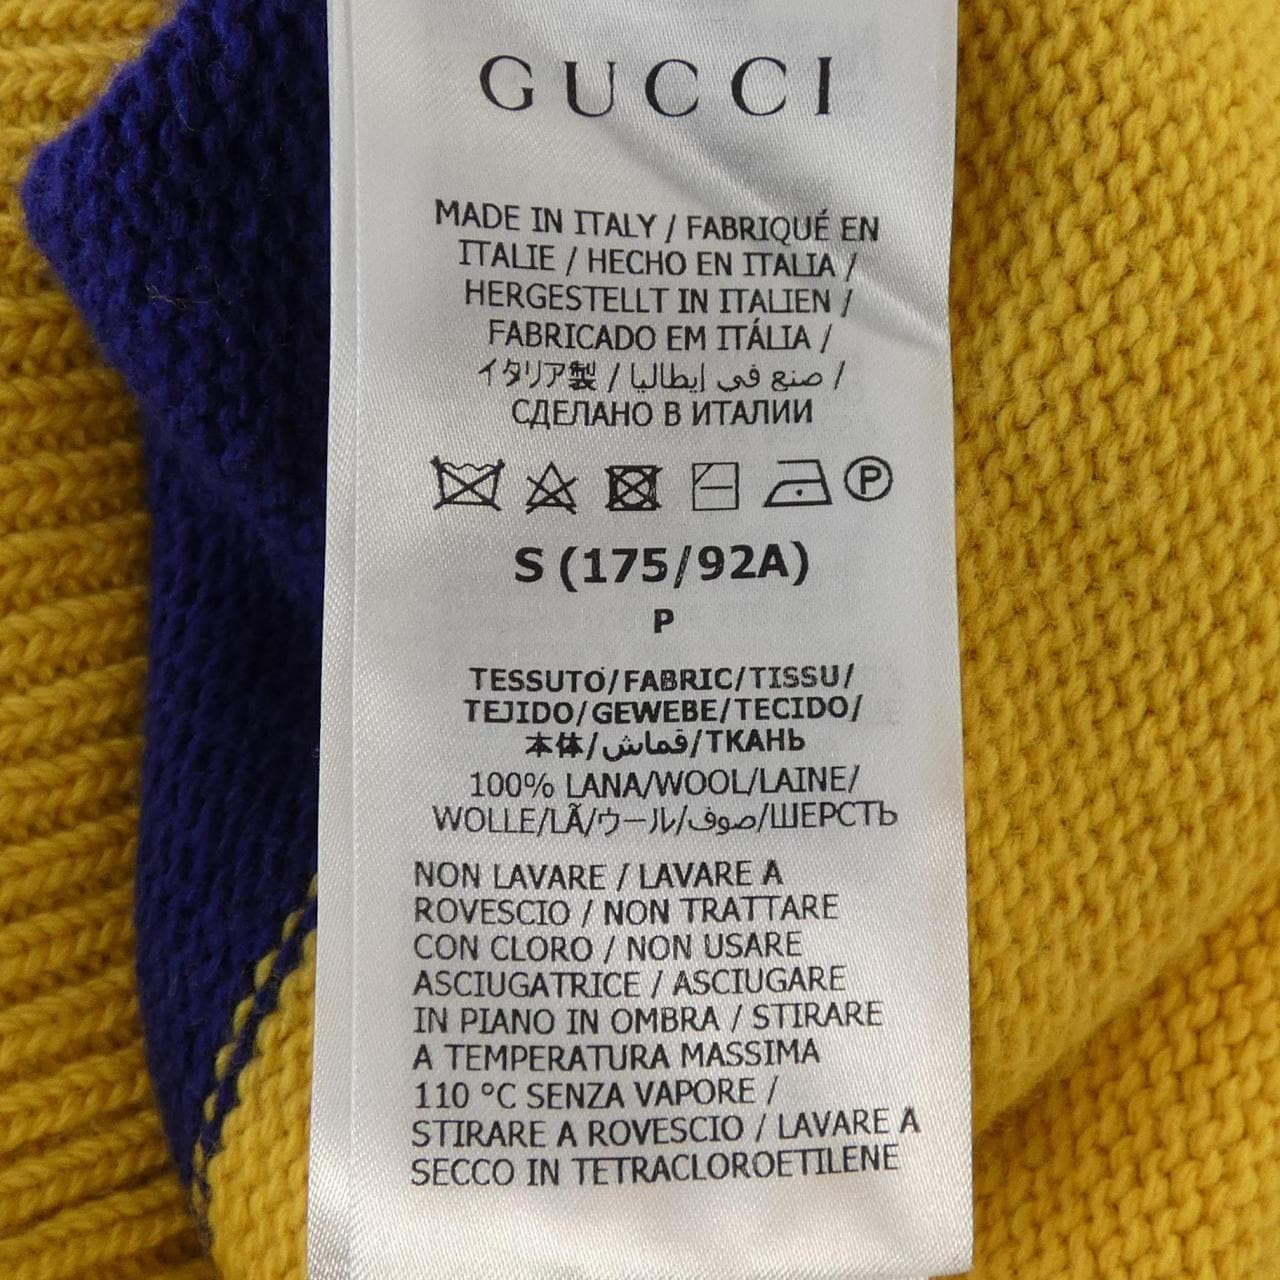 GUCCI
MADE IN ITALY / FABRIQUÉ EN
ITALIE / HECHO EN ITALIA /
HERGESTELLT IN ITALIEN /
FABRICADO EM ITÁLIA /
イタリア製 / صنع في إيطاليا /
СДЕЛАНО В ИТАЛИИ
P
S (175/92A)
P
TESSUTO/FABRIC/TISSU/
TEJIDO/GEWEBE/TECIDO/
本体/قماش/ТКАНЬ
100% LANA/WOOL/LAINE/
WOLLE/LÃ/ウール/صوف/ШЕРСТЬ
NON LAVARE / LAVARE A
ROVESCIO / NON TRATTARE
CON CLORO / NON USARE
ASCIUGATRICE / ASCIUGARE
IN PIANO IN OMBRA / STIRARE
A TEMPERATURA MASSIMA
110 °C SENZA VAPORE /
STIRARE A ROVESCIO / LAVARE A
SECCO IN TETRACLOROETILENE